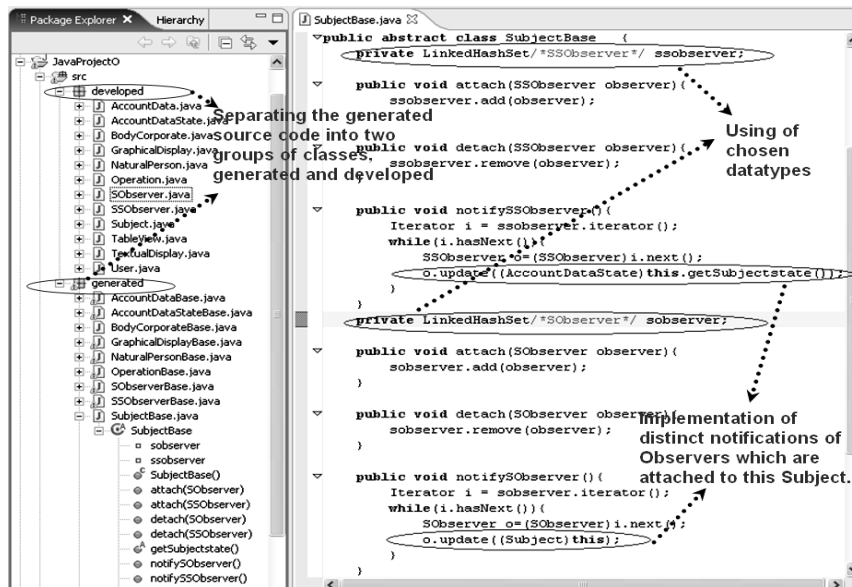 Package Explorer
Hierarchy
JavaProjectO
src
developed
AccountData.java
AccountDataState.java
BodyCorporate.java
GraphicalDisplay.java
NaturalPerson.java
Operation.java
SObserver.java
SSObserver.java
Subject.java
TableView.java
TextualDisplay.java
User.java
generated
AccountDataBase.java
AccountDataStateBase.java
BodyCorporateBase.java
GraphicalDisplayBase.java
NaturalPersonBase.java
OperationBase.java
SObserverBase.java
SSObserverBase.java
SubjectBase.java
SubjectBase
sobserver
ssobserver
SubjectBase()
attach(SObserver)
attach(SSObserver)
detach(SObserver)
detach(SSObserver)
getSubjectstate()
notifySObserver()
notifySSObserver()
Separating the generated
source code into two
groups of classes,
generated and developed
SubjectBase.java
public abstract class SubjectBase {
private LinkedHashSet/*SSObserver*/ ssobserver;
public void attach(SSObserver observer){
ssobserver.add(observer);
public void detach(SSObserver observer){
ssobserver.remove(observer);
}
public void notifySSObserver(){
Iterator i = ssobserver.iterator();
while(i.hasNext()){
SSObserver o=(SSObserver)i.next();
o.update((AccountDataState)this.getSubjectstate());
}
}
private LinkedHashSet/*SObserver*/ sobserver;
public void attach(SObserver observer){
sobserver.add(observer);
}
public void detach(SObserver observer){
sobserver.remove(observer);
}
public void notifySObserver(){
Iterator i = sobserver.iterator();
while(i.hasNext()){
SObserver o=(SObserver)i.next();
o.update((Subject)this);
}
}
Using of
chosen
datatypes
Implementation of
distinct notifications of
Observers which are
attached to this Subject.